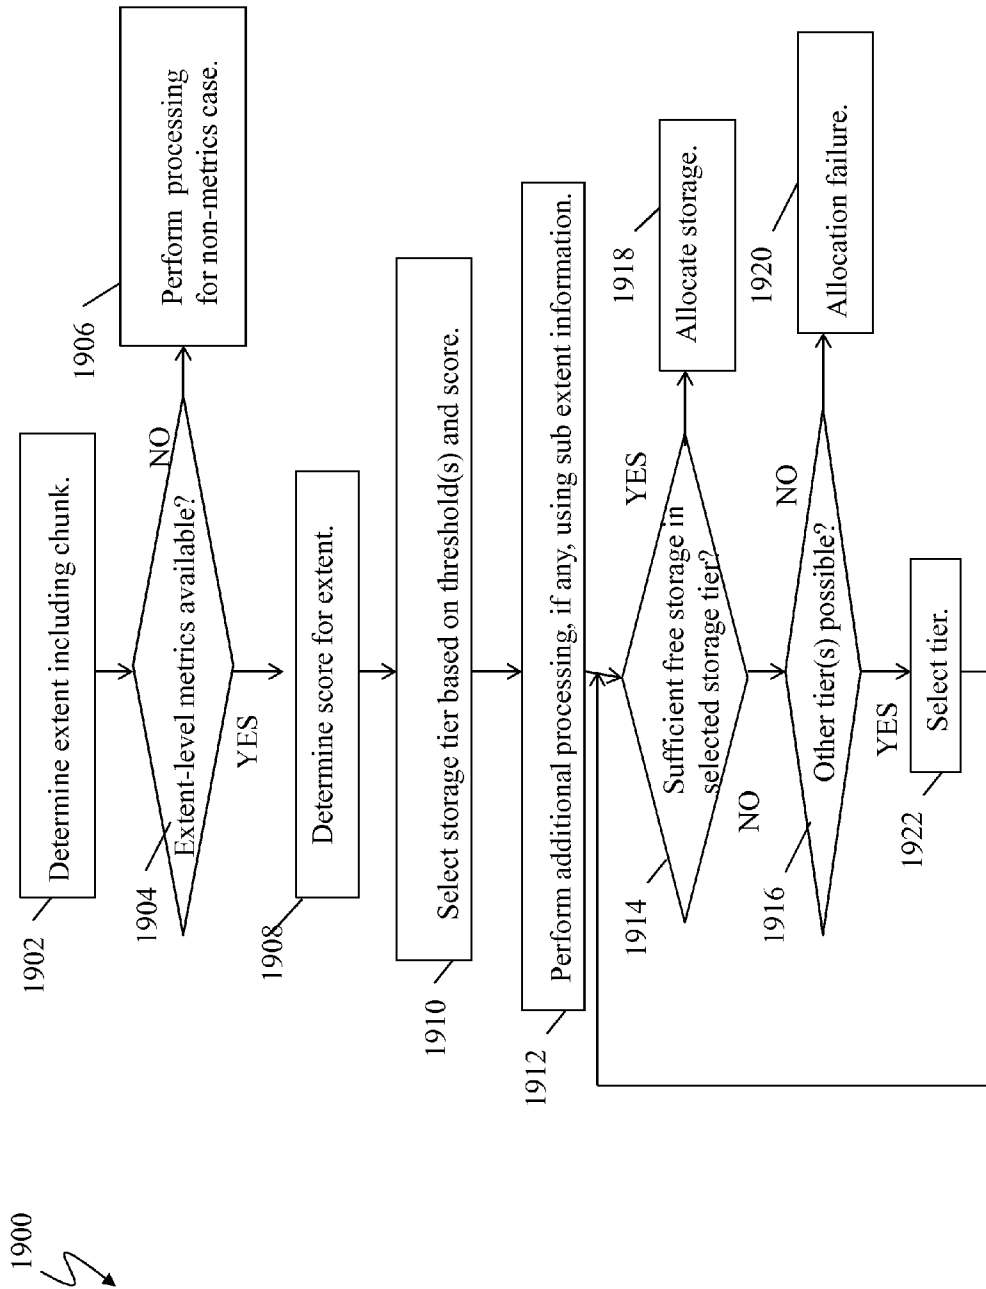 1900
1902
Determine extent including chunk.
1904
Extent-level metrics available?
NO
1906
Perform processing
for non-metrics case.
YES
1908
Determine score for extent.
1910
Select storage tier based on threshold(s) and score.
1912
Perform additional processing, if any, using sub extent information.
1914
Sufficient free storage in
selected storage tier?
YES
1918
Allocate storage.
NO
1916
Other tier(s) possible?
NO
1920
Allocation failure.
YES
1922
Select tier.